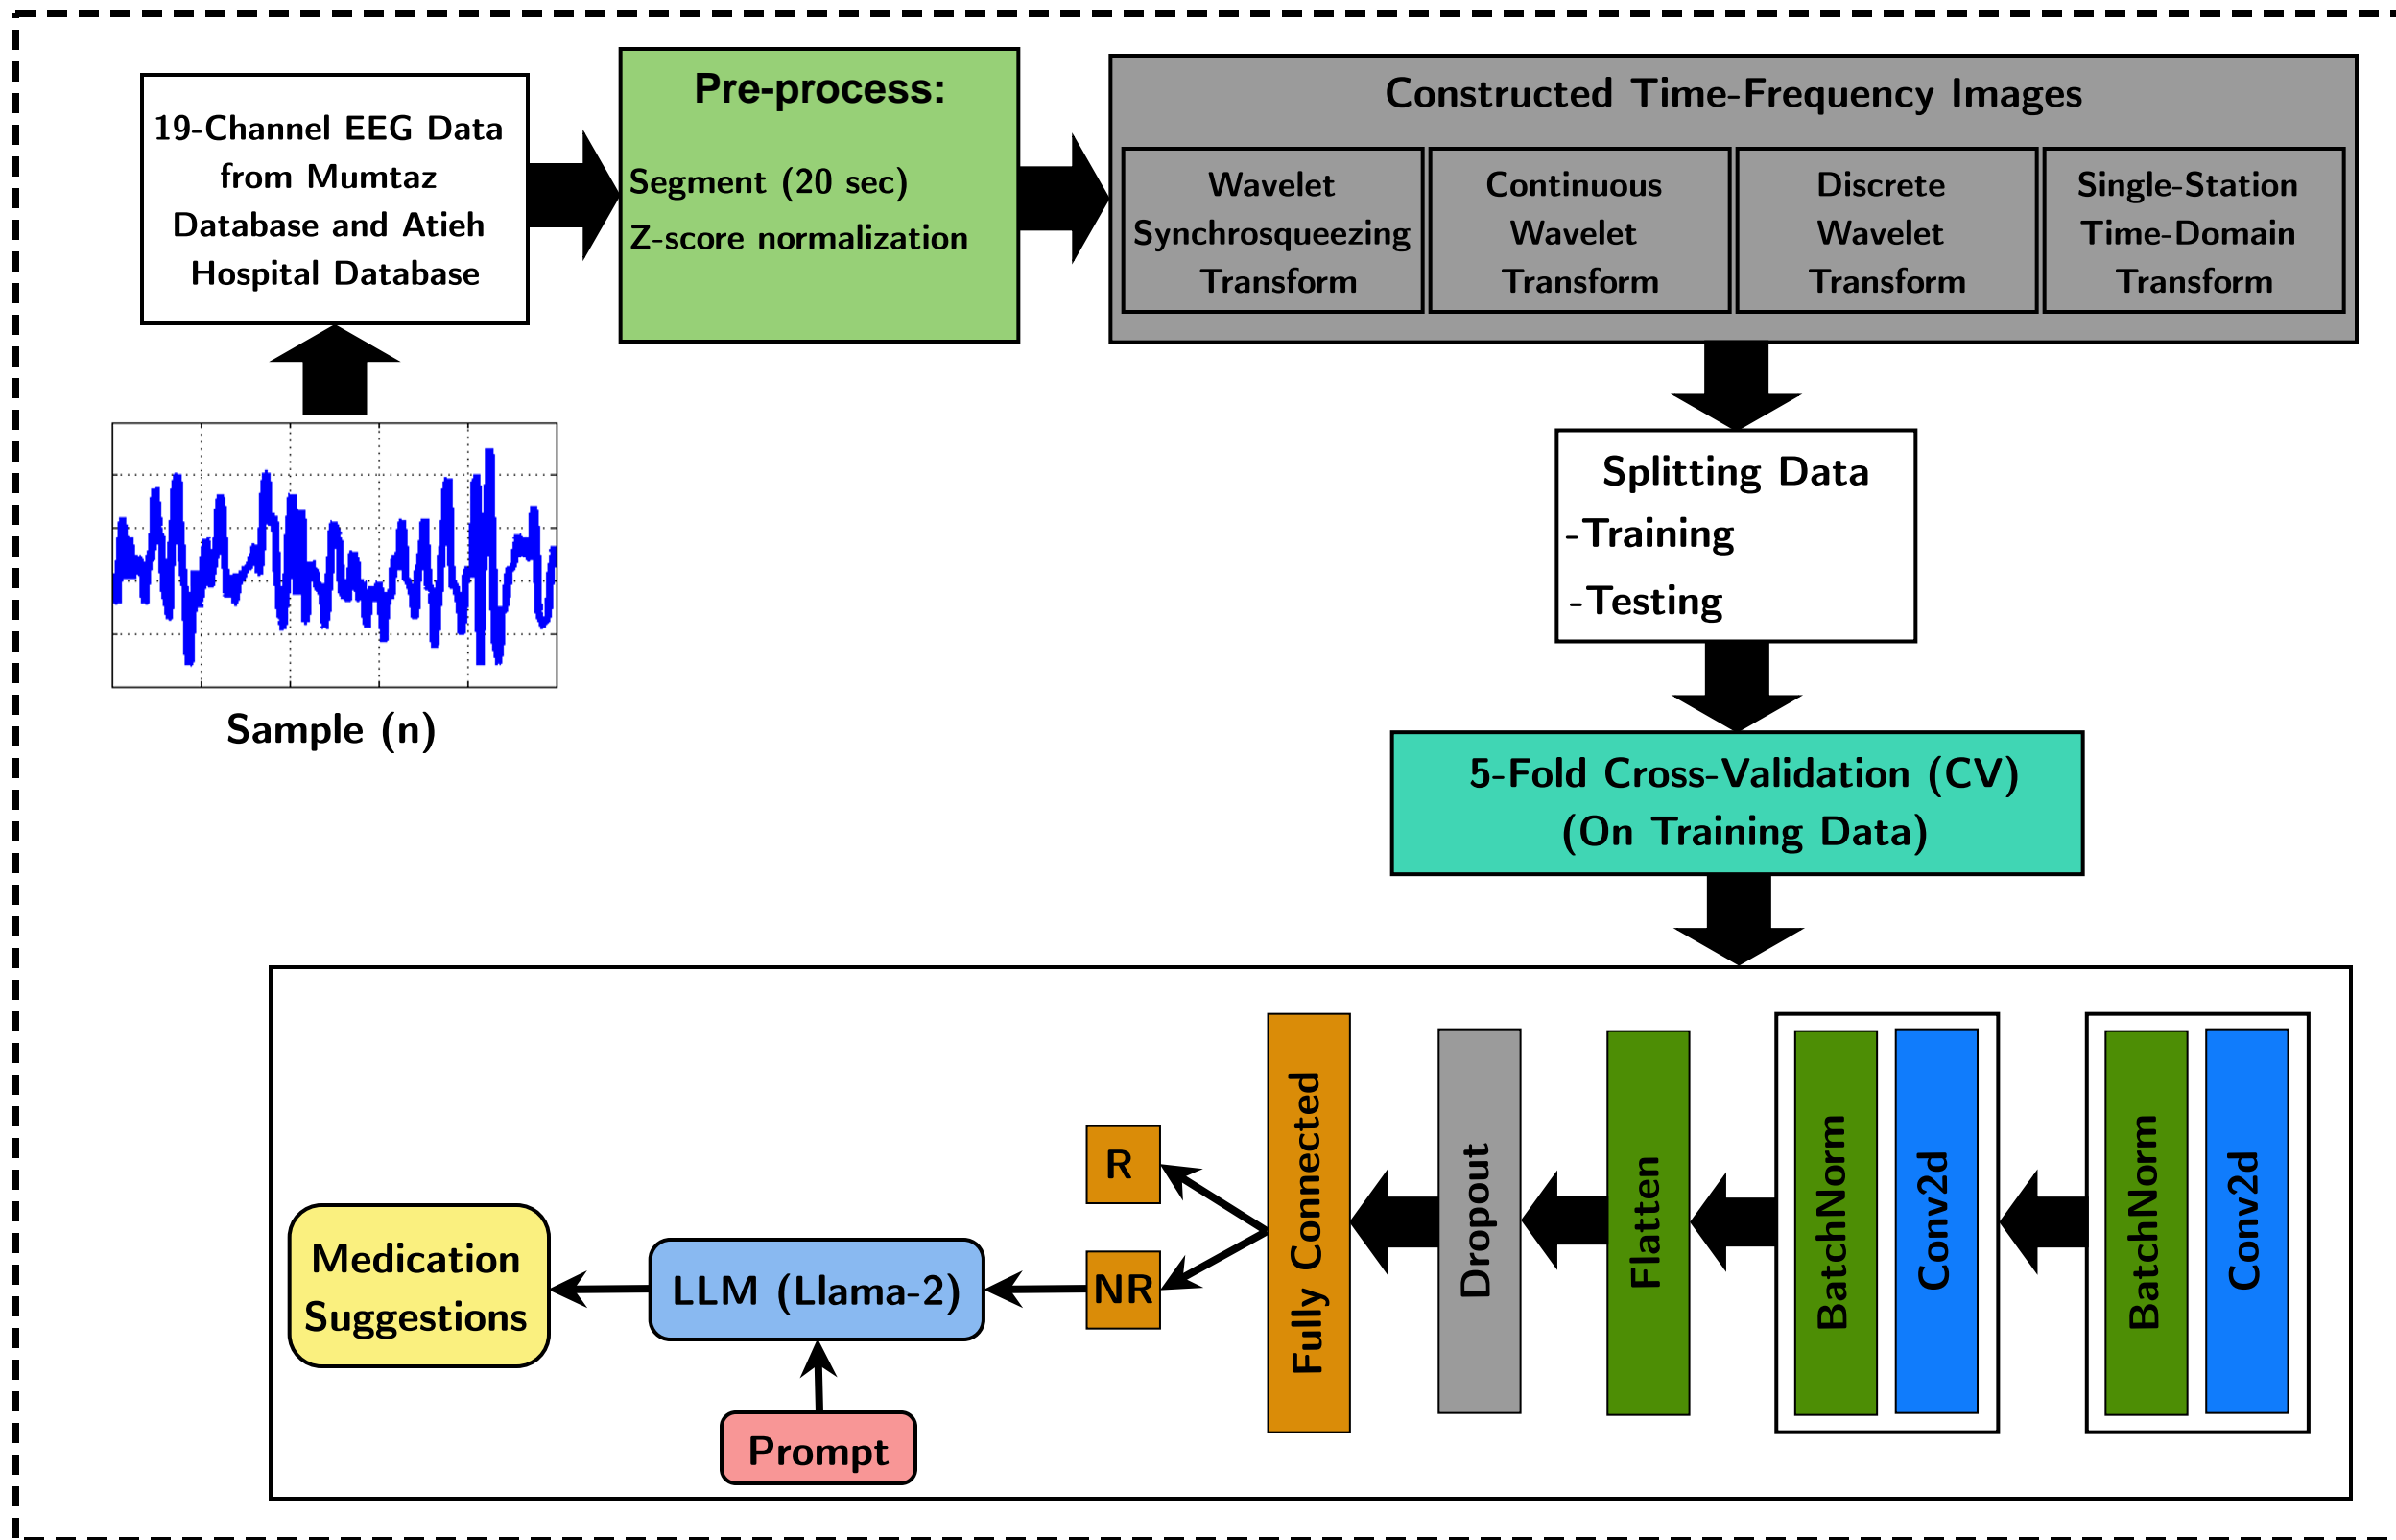 19-Channel EEG Data
from Mumtaz
Database and Atieh
Hospital Database
Pre-process:
Segment (20 sec)
Z-score normalization
Constructed Time-Frequency Images
Wavelet
Synchrosqueezing
Transform
Continuous
Wavelet
Transform
Discrete
Wavelet
Transform
Single-Station
Time-Domain
Transform
Sample (n)
Splitting Data
-Training
-Testing
5-Fold Cross-Validation (CV)
(On Training Data)
Conv2d
BatchNorm
Conv2d
BatchNorm
Flatten
Dropout
Fully Connected
R
NR
LLM (Llama-2)
Prompt
Medication
Suggestions